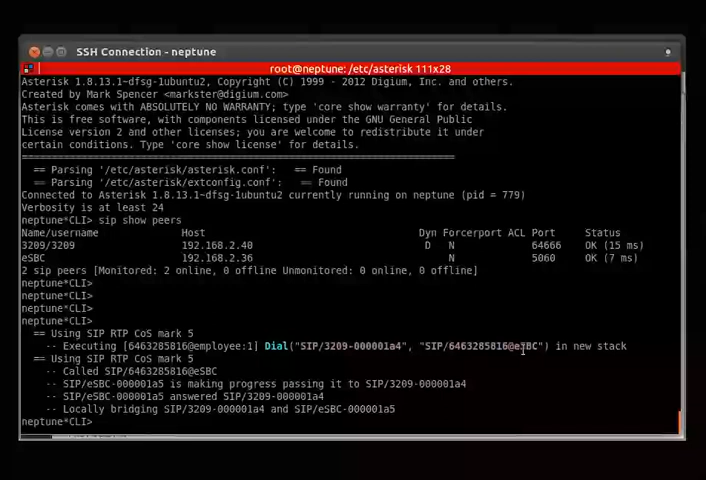 SSH Connection - neptune
root@neptune: /etc/asterisk 111x28
Asterisk 1.8.13.1~dfsg-1ubuntu2, Copyright (C) 1999 - 2012 Digium, Inc. and others.
Created by Mark Spencer <markster@digium.com>
Asterisk comes with ABSOLUTELY NO WARRANTY; type 'core show warranty' for details.
This is free software, with components licensed under the GNU General Public
License version 2 and other licenses; you are welcome to redistribute it under
certain conditions. Type 'core show license' for details.
=========================================================================
== Parsing '/etc/asterisk/asterisk.conf': == Found
== Parsing '/etc/asterisk/extconfig.conf': == Found
Connected to Asterisk 1.8.13.1~dfsg-1ubuntu2 currently running on neptune (pid = 779)
Verbosity is at least 24
neptune*CLI> sip show peers
Name/username Host Dyn Forcerport ACL Port Status
3209/3209 192.168.2.40 D N 64666 OK (15 ms)
eSBC 192.168.2.36 N 5060 OK (7 ms)
2 sip peers [Monitored: 2 online, 0 offline Unmonitored: 0 online, 0 offline]
neptune*CLI>
neptune*CLI>
neptune*CLI>
neptune*CLI>
== Using SIP RTP CoS mark 5
-- Executing [6463285816@employee:1] Dial("SIP/3209-000001a4", "SIP/6463285816@eSBC") in new stack
== Using SIP RTP CoS mark 5
-- Called SIP/6463285816@eSBC
-- SIP/eSBC-000001a5 is making progress passing it to SIP/3209-000001a4
-- SIP/eSBC-000001a5 answered SIP/3209-000001a4
-- Locally bridging SIP/3209-000001a4 and SIP/eSBC-000001a5
neptune*CLI>